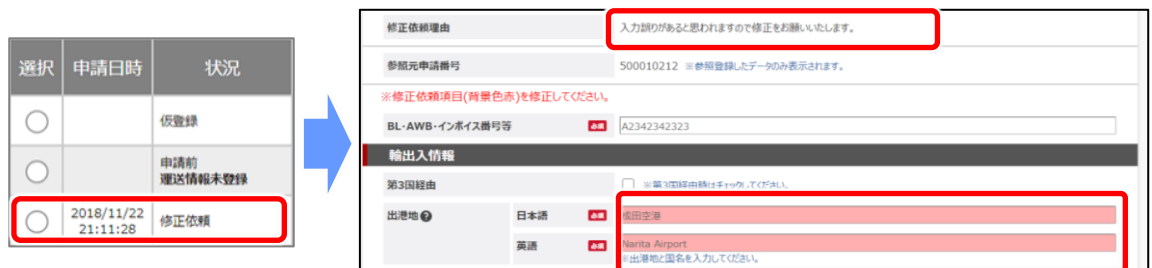 選択 申請日時 状況
仮登録
申請前
運送情報未登録
2018/11/22
21:11:28
修正依頼
修正依頼理由 入力誤りがあると思われますので修正をお願いいたします。
参照元申請番号 500010212 ※参照登録したデータのみ表示されます。
※修正依頼項目(背景色赤)を修正してください。
BL・AWB・インボイス番号等 必須 A2342342323
輸出入情報
第3国経由 ※第3国経由時はチェックしてください。
出港地 ? 日本語 必須 成田空港
英語 必須 Narita Airport
※出港地と国名を入力してください。